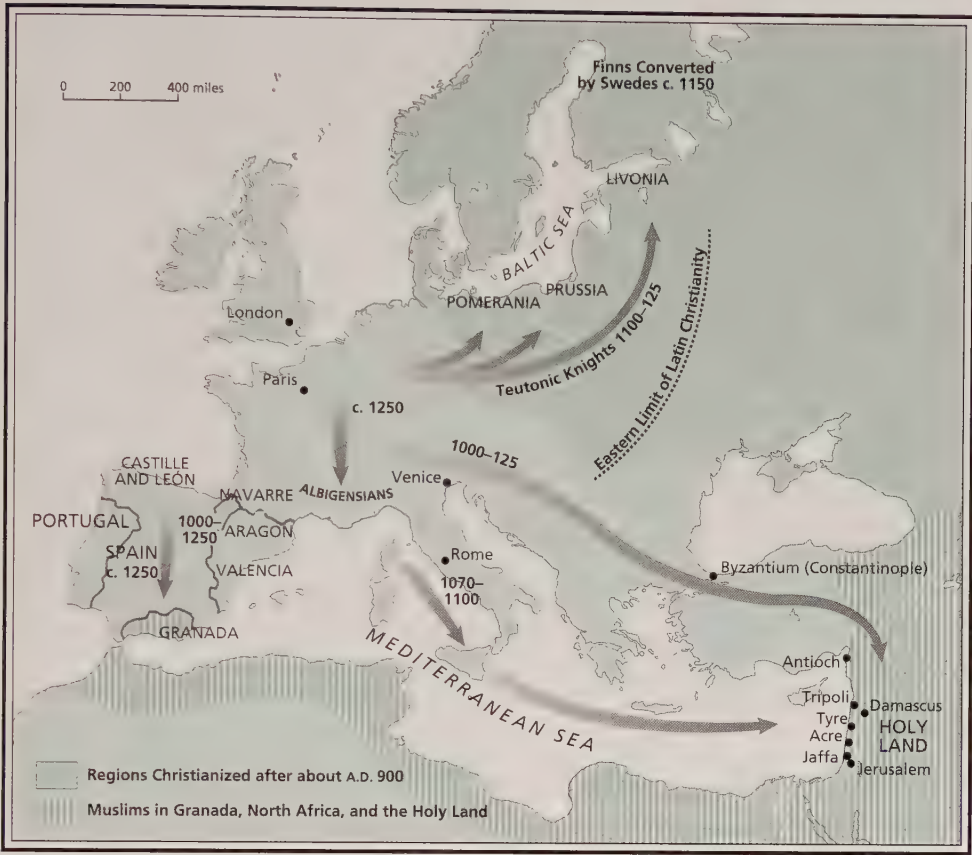 0 200 400 miles
Finns Converted
by Swedes c. 1150
LIVONIA
BALTIC SEA
PRUSSIA
POMERANIA
London
Teutonic Knights 1100–125
Eastern Limit of Latin Christianity
Paris
c. 1250
1000–125
CASTILLE
AND LEÓN
Venice
NAVARRE
ALBIGENSIANS
PORTUGAL
1000–
1250
ARAGON
SPAIN
c. 1250
Rome
VALENCIA
1070–
1100
Byzantium (Constantinople)
GRANADA
MEDITERRANEAN SEA
Antioch
Tripoli
Damascus
Tyre
HOLY
LAND
Acre
Jaffa
Jerusalem
Regions Christianized after about A.D. 900
Muslims in Granada, North Africa, and the Holy Land